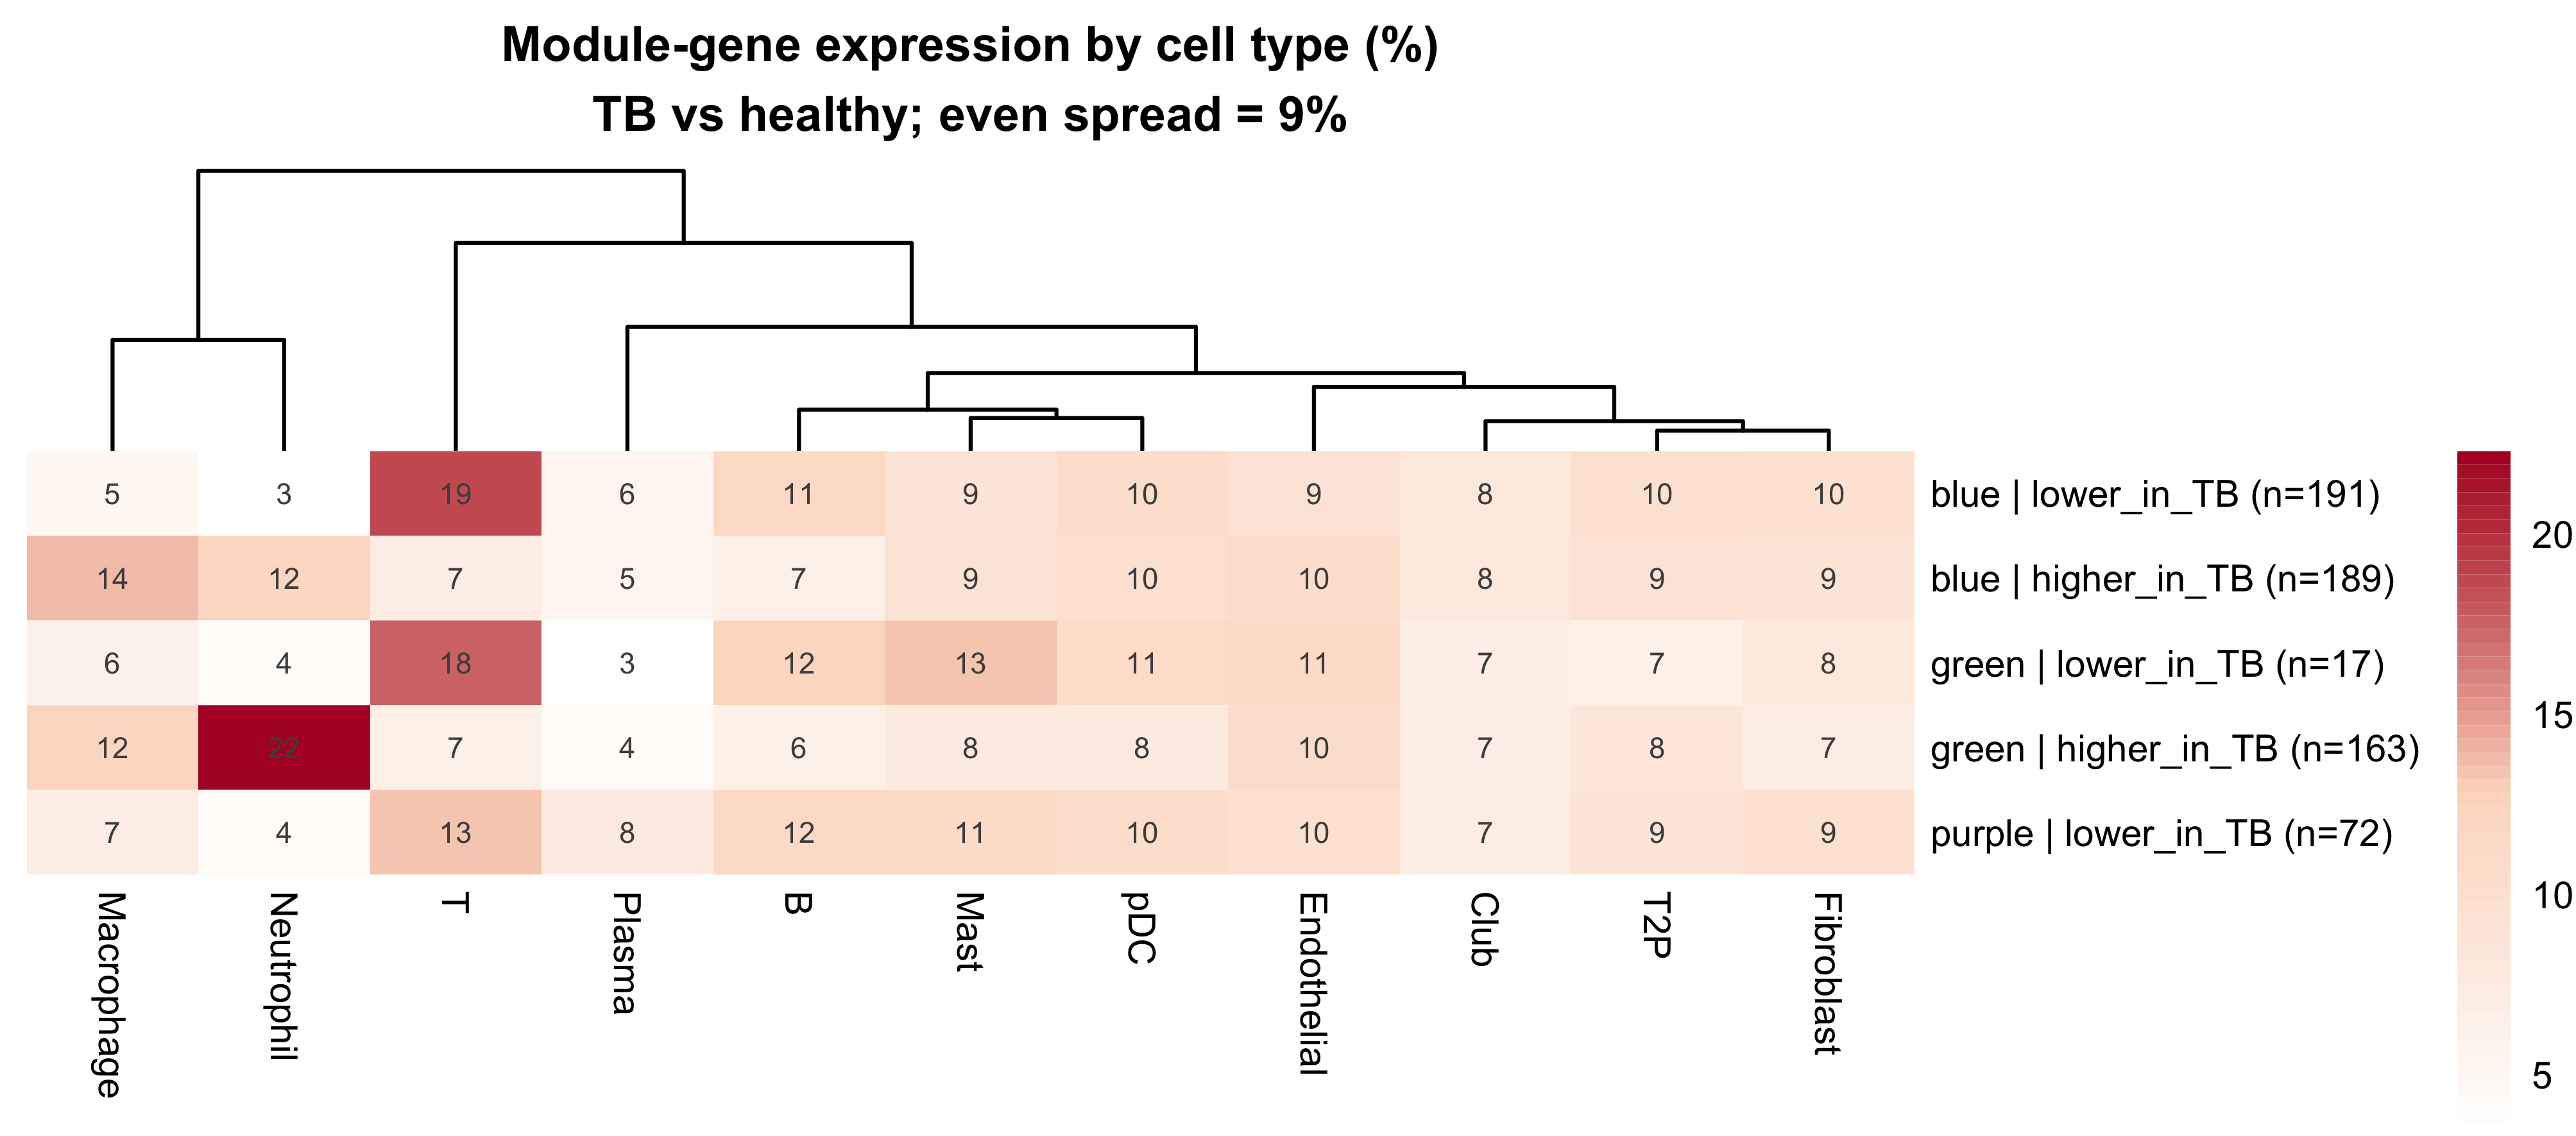 Module-gene expression by cell type (%)
TB vs healthy; even spread = 9%
5 3 19 6 11 9 10 9 8 10 10 blue | lower_in_TB (n=191)
14 12 7 5 7 9 10 10 8 9 9 blue | higher_in_TB (n=189)
6 4 18 3 12 13 11 11 7 7 8 green | lower_in_TB (n=17)
12 22 7 4 6 8 8 10 7 8 7 green | higher_in_TB (n=163)
7 4 13 8 12 11 10 10 7 9 9 purple | lower_in_TB (n=72)
Macrophage
Neutrophil
T
Plasma
B
Mast
pDC
Endothelial
Club
T2P
Fibroblast
20
15
10
5